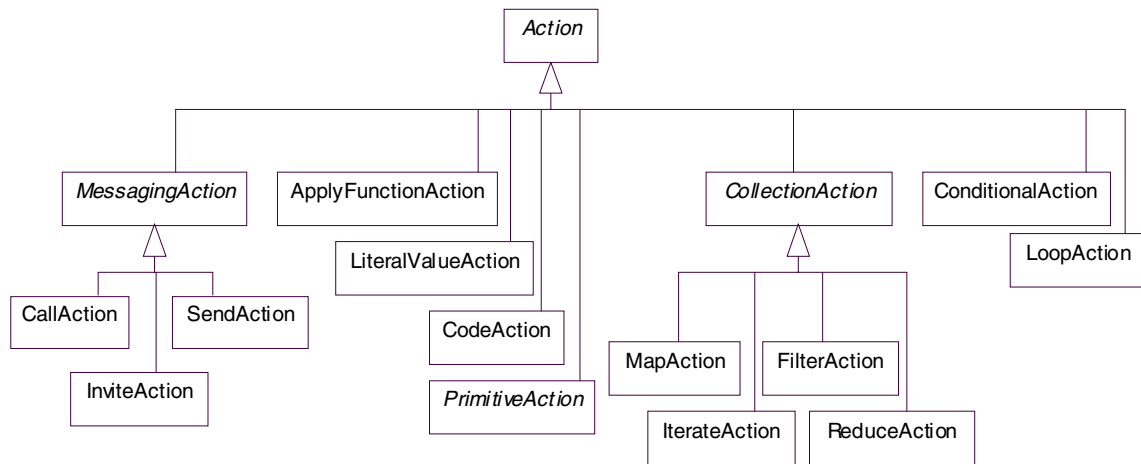 Action
MessagingAction
ApplyFunctionAction
CollectionAction
ConditionalAction
LiteralValueAction
LoopAction
CallAction
SendAction
CodeAction
MapAction
FilterAction
InviteAction
PrimitiveAction
IterateAction
ReduceAction